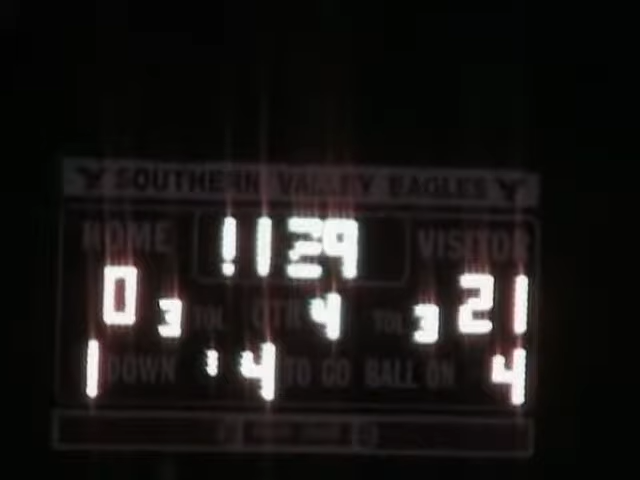 SOUTHERN VALLEY EAGLES
HOME 11 29 VISITOR
0 3 TOL QTR 4 TOL 3 21
1 DOWN 4 TO GO BALL ON 4